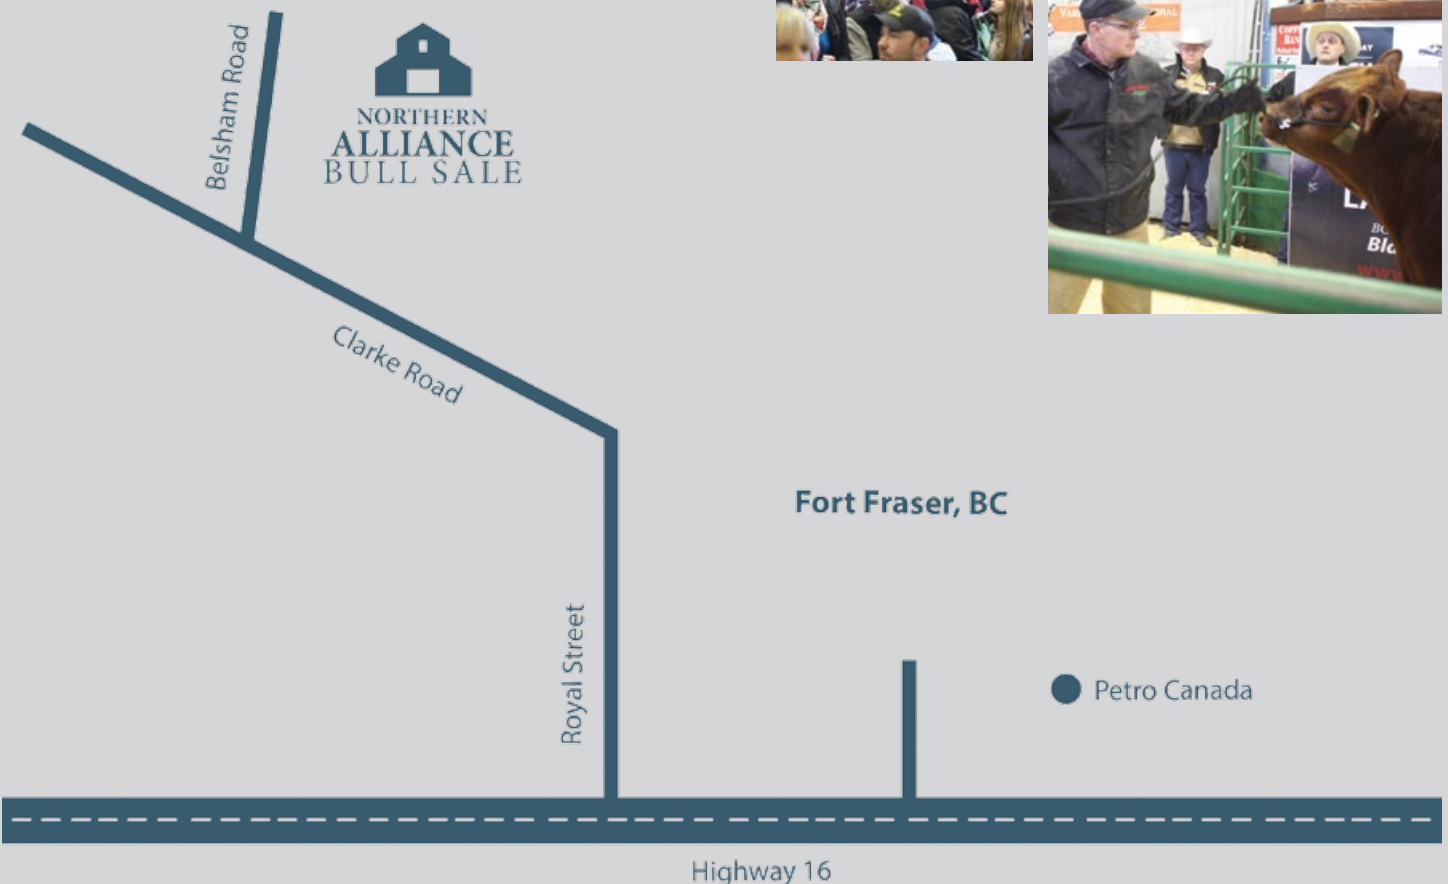 Belsham Road
NORTHERN
ALLIANCE
BULL SALE
Clarke Road
Fort Fraser, BC
Royal Street
Petro Canada
Highway 16